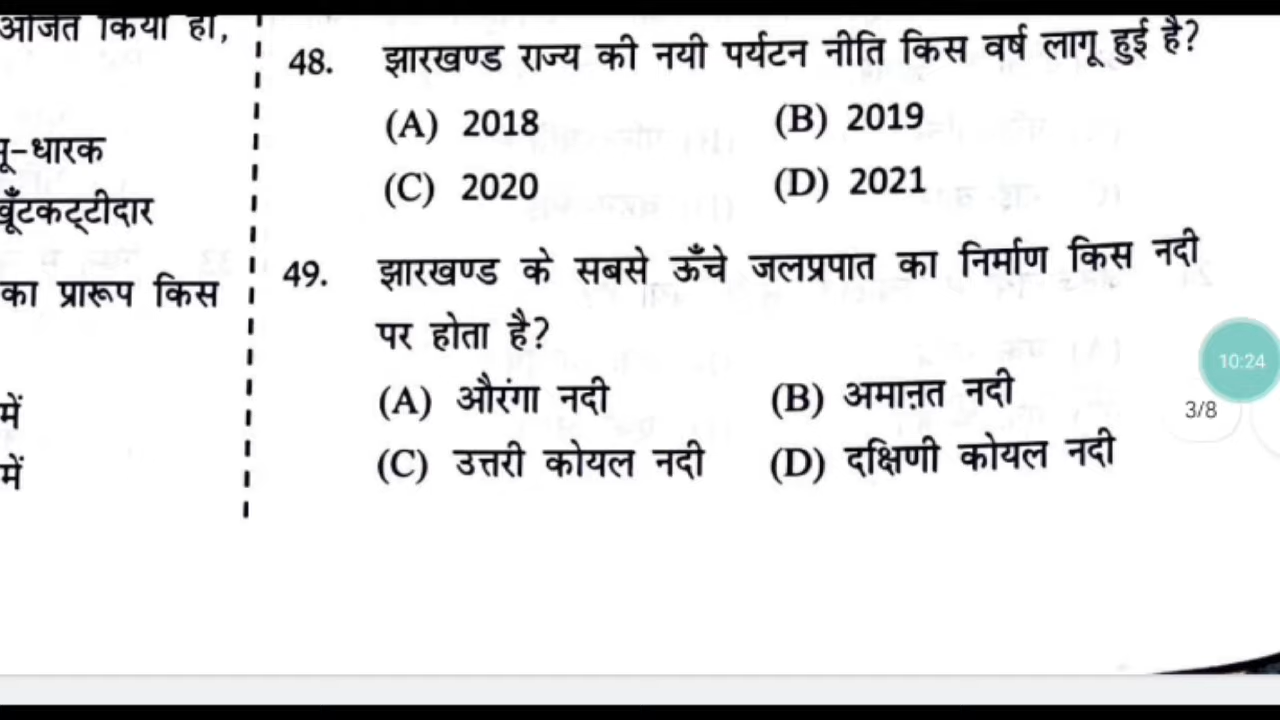 अर्जित किया हो,
भू-धारक
खूँटकट्टीदार
का प्रारूप किस
में
में
48. झारखण्ड राज्य की नयी पर्यटन नीति किस वर्ष लागू हुई है?
(A) 2018 (B) 2019
(C) 2020 (D) 2021
49. झारखण्ड के सबसे ऊँचे जलप्रपात का निर्माण किस नदी
पर होता है?
(A) औरंगा नदी (B) अमाऩत नदी
(C) उत्तरी कोयल नदी (D) दक्षिणी कोयल नदी
10:24
3/8